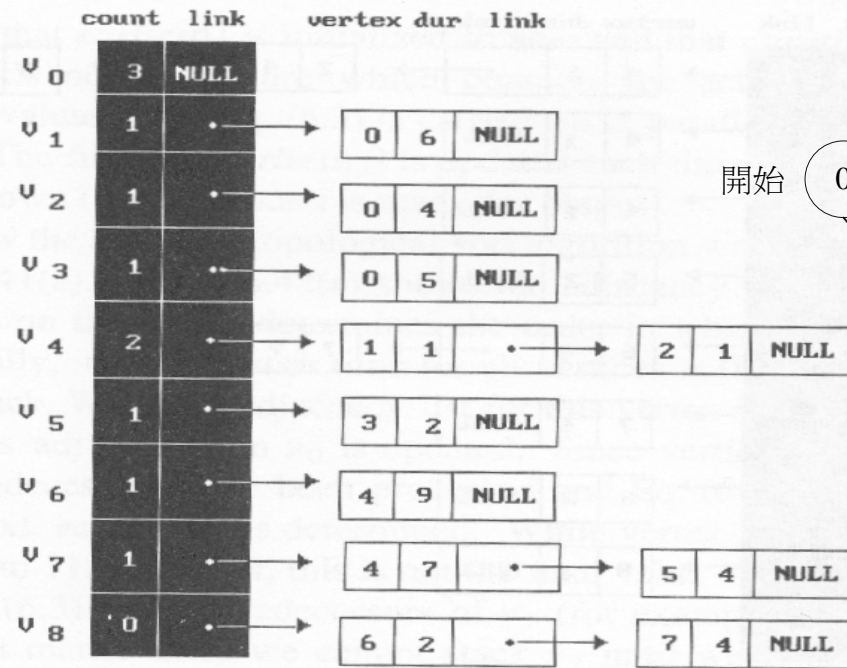 count link vertex dur link
V0 3 NULL
V1 1 0 6 NULL
V2 1 0 4 NULL
開始 0
V3 1 0 5 NULL
V4 2 1 1 2 1 NULL
V5 1 3 2 NULL
V6 1 4 9 NULL
V7 1 4 7 5 4 NULL
V8 0 6 2 7 4 NULL